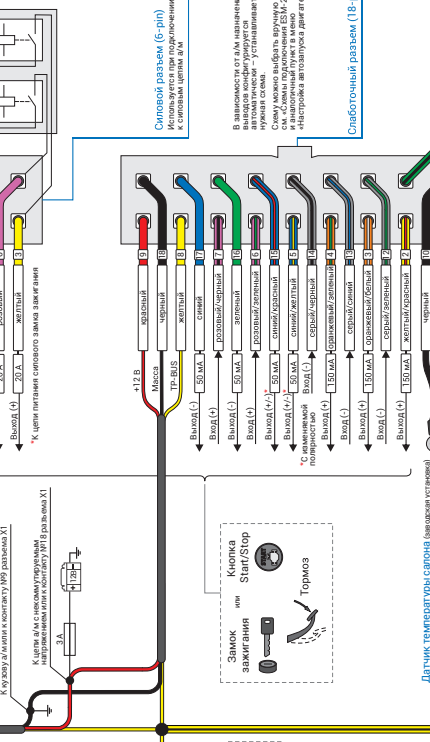 Силовой разъем (6-pin)
Используется при подключении
к силовым цепям а/м
В зависимости от а/м назначение
выводов конфигурируется
автоматически – устанавливается
нужная схема.
Схему можно выбрать вручную
см. «Схемы подключения ESM-2
и аналогичный пункт в меню
«Настройка автозапуска двигате
Слаботочный разъем (18-p
3
желтый
20 А
Выход (+)
розовый
20 А
*К цепи питания силового замка зажигания
9
красный
+12 В
18
черный
Масса
8
желтый
TP-BUS
17
синий
50 мА
Выход (-)
7
розовый/черный
Вход (+)
16
зеленый
50 мА
Выход (-)
6
розовый/зеленый
Вход (+)
15
синий/красный
50 мА
Выход (+/-)*
5
синий/желтый
50 мА
Выход (+/-)*
14
серый/черный
Вход (-)
*С изменяемой
полярностью
4
оранжевый/зеленый
150 мА
Выход (+)
13
серый/синий
Вход (-)
3
оранжевый/белый
150 мА
Выход (+)
12
серый/зеленый
Вход (-)
2
желтый/красный
150 мА
Выход (+)
10
черный
К кузову а/м или к контакту №9 разъема X1
К цепи а/м с некоммутируемым
напряжением или к контакту №18 разъема X1
3 А
12В
Замок
зажигания
или
Кнопка
Start/Stop
Тормоз
Датчик температуры салона (заводская установка)